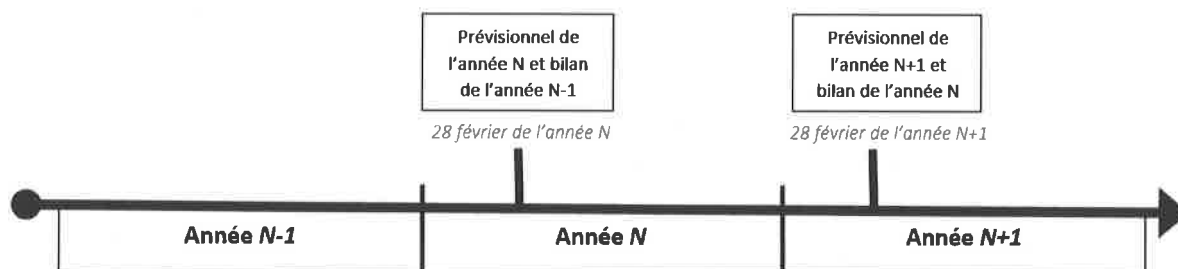 Prévisionnel de
l'année N et bilan
de l'année N-1
Prévisionnel de
l'année N+1 et
bilan de l'année N
28 février de l'année N
28 février de l'année N+1
Année N-1
Année N
Année N+1